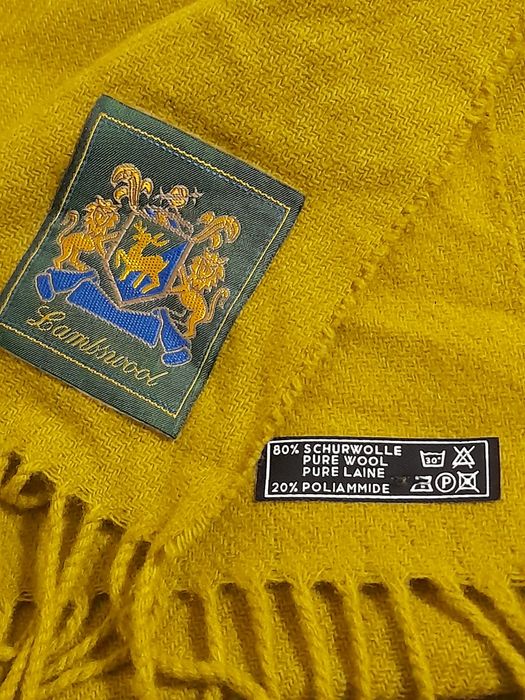 Lambswool
80% SCHURWOLLE
PURE WOOL
PURE LAINE
20% POLIAMMIDE
30°
P